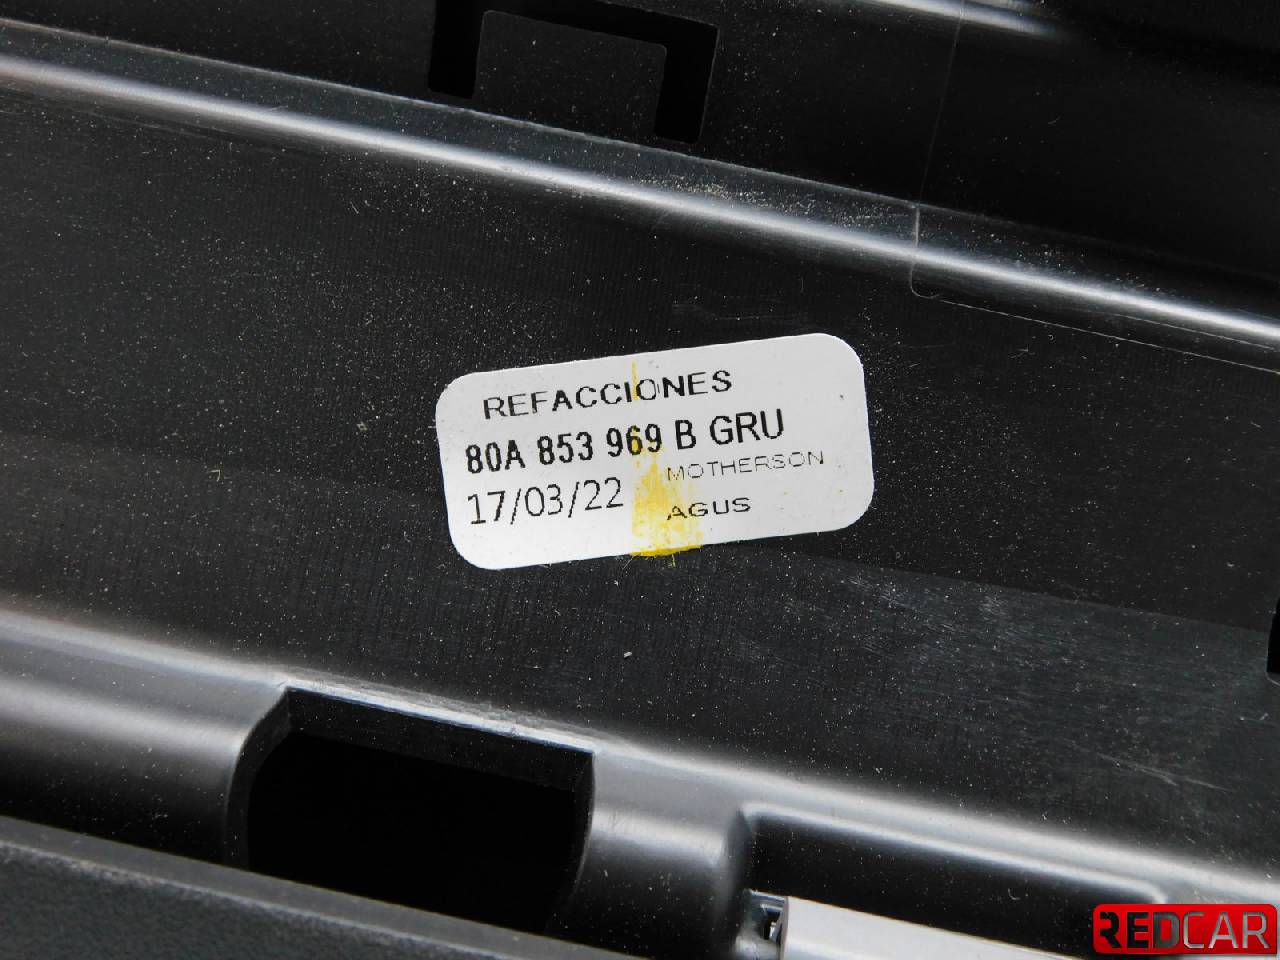 REFACCIONES
80A 853 969 B GRU
17/03/22
MOTHERSON
AGUS
REDCAR